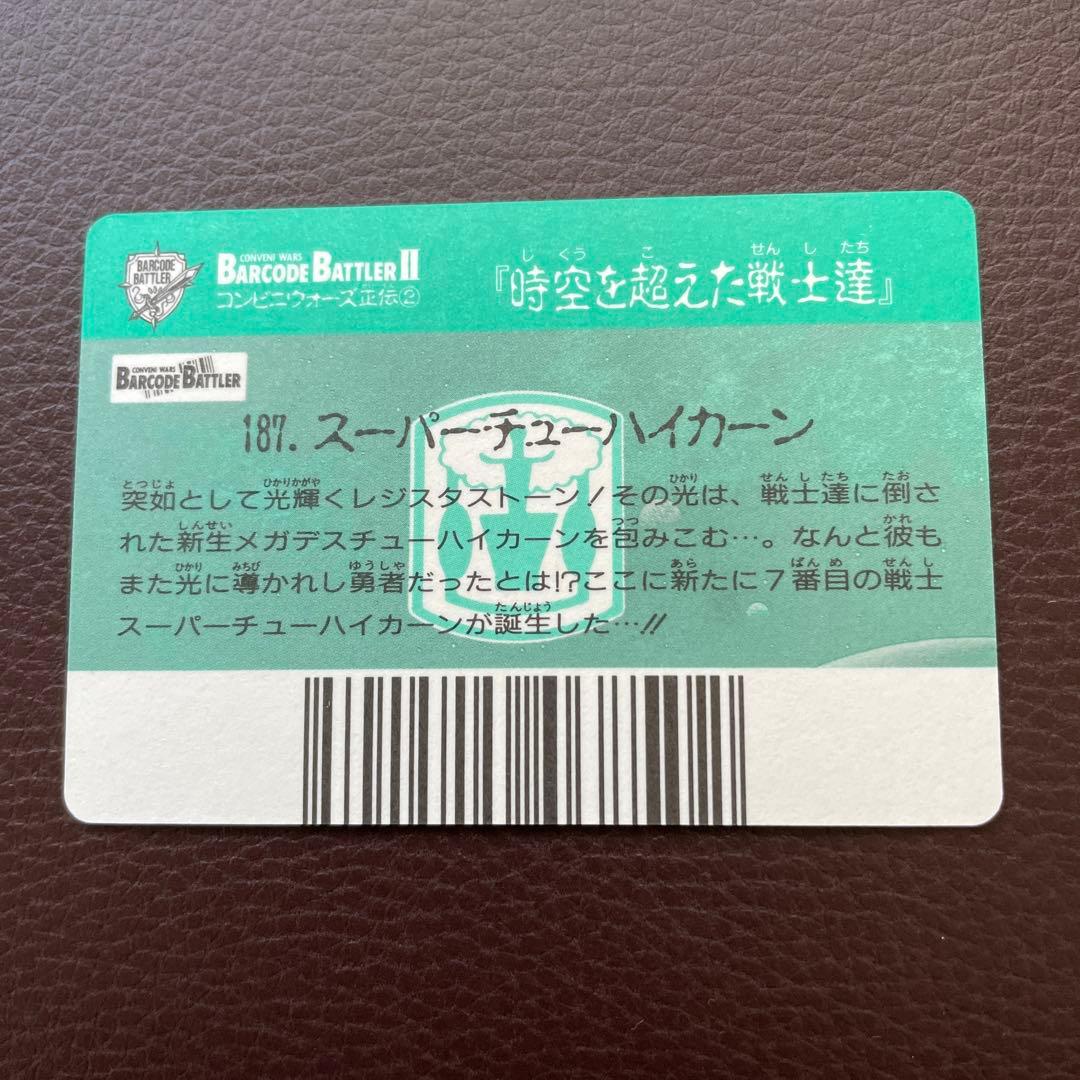 BARCODE
BATTLER
CONVENI WARS
BARCODE BATTLER II
コンビニウォーズ正伝②
じくう こ せんしたち
『時空を超えた戦士達』
CONVENI WARS
BARCODE BATTLER
187. スーパーチューハイカーン
とつじょ ひかりかがや ひかり せんしたち たお
突如として光輝くレジスタストーン!その光は、戦士達に倒さ
しんせい つつ かれ
れた新生メガデスチューハイカーンを包みこむ…。なんと彼も
ひかり みちび ゆうしゃ あら ばんめ せんし
また光に導かれし勇者だったとは!?ここに新たに7番目の戦士
たんじょう
スーパーチューハイカーンが誕生した…!!